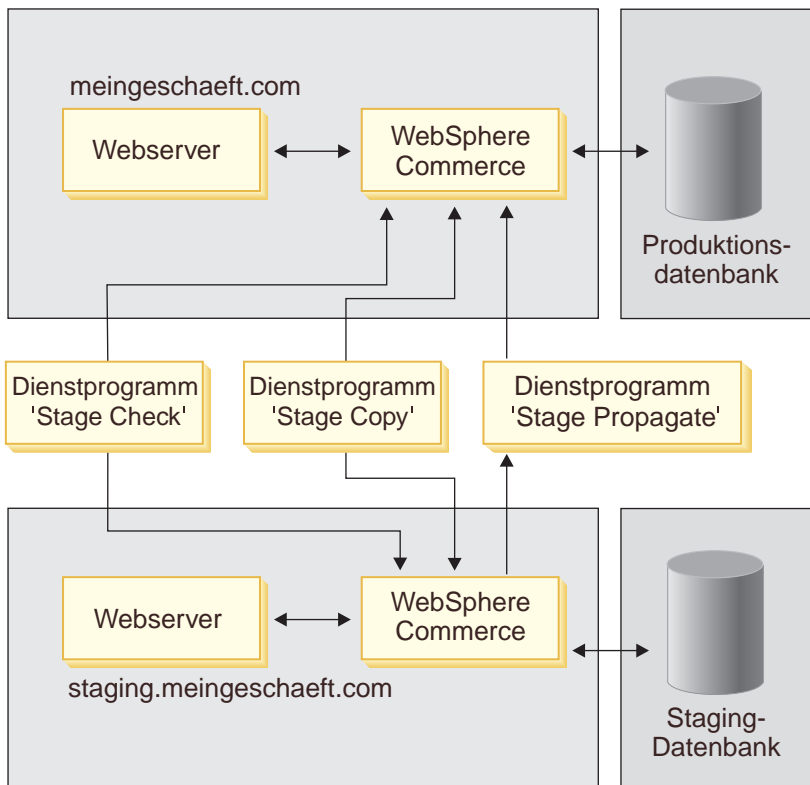 meingeschaeft.com
Webserver
WebSphere
Commerce
Produktions-
datenbank
Dienstprogramm
'Stage Check'
Dienstprogramm
'Stage Copy'
Dienstprogramm
'Stage Propagate'
Webserver
WebSphere
Commerce
staging.meingeschaeft.com
Staging-
Datenbank